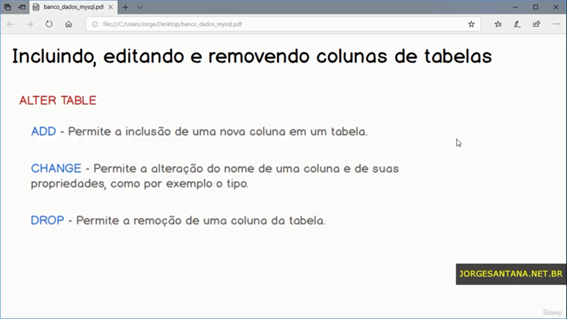 banco_dados_mysql.pdf
file:///C:/Users/Jorge/Desktop/banco_dados_mysql.pdf
Incluindo, editando e removendo colunas de tabelas
ALTER TABLE
ADD - Permite a inclusão de uma nova coluna em um tabela.
CHANGE - Permite a alteração do nome de uma coluna e de suas
propriedades, como por exemplo o tipo.
DROP - Permite a remoção de uma coluna da tabela.
JORGESANTANA.NET.BR
Udemy